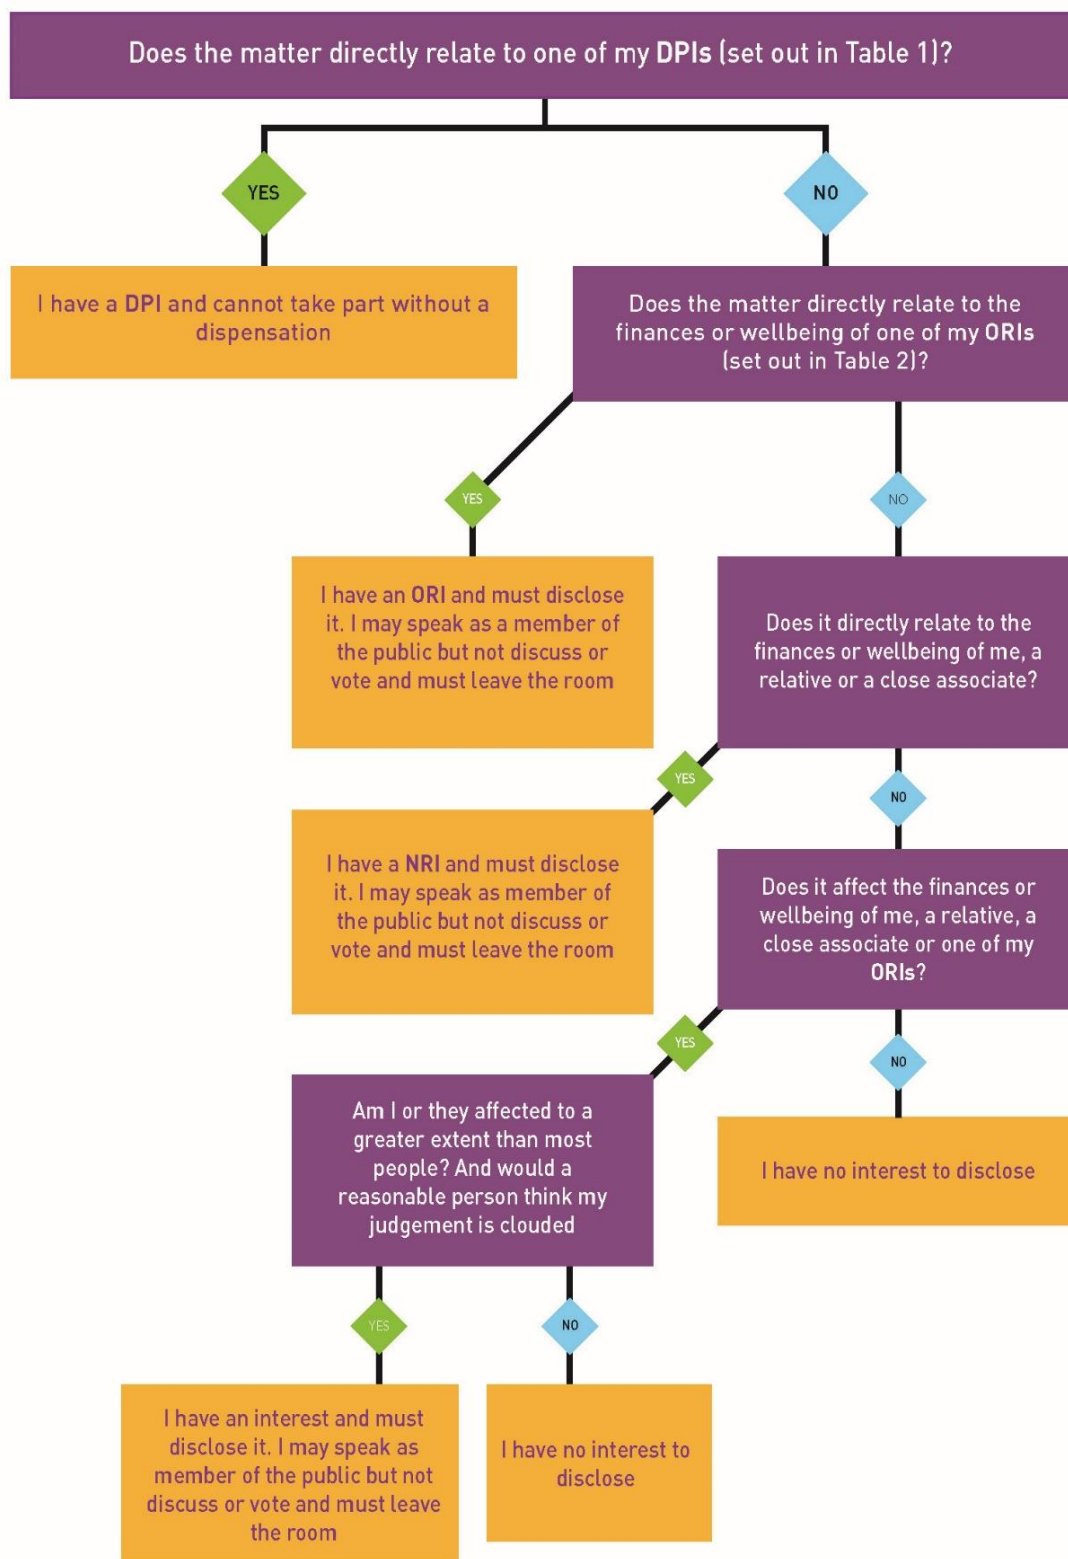 Does the matter directly relate to one of my DPIs (set out in Table 1)?
YES
NO
I have a DPI and cannot take part without a
dispensation
Does the matter directly relate to the
finances or wellbeing of one of my ORIs
(set out in Table 2)?
YES
NO
I have an ORI and must disclose
it. I may speak as a member of
the public but not discuss or
vote and must leave the room
Does it directly relate to the
finances or wellbeing of me, a
relative or a close associate?
YES
NO
I have a NRI and must disclose
it. I may speak as member of
the public but not discuss or
vote and must leave the room
Does it affect the finances or
wellbeing of me, a relative, a
close associate or one of my
ORIs?
YES
NO
Am I or they affected to a
greater extent than most
people? And would a
reasonable person think my
judgement is clouded
I have no interest to disclose
YES
NO
I have an interest and must
disclose it. I may speak as
member of the public but not
discuss or vote and must leave
the room
I have no interest to
disclose